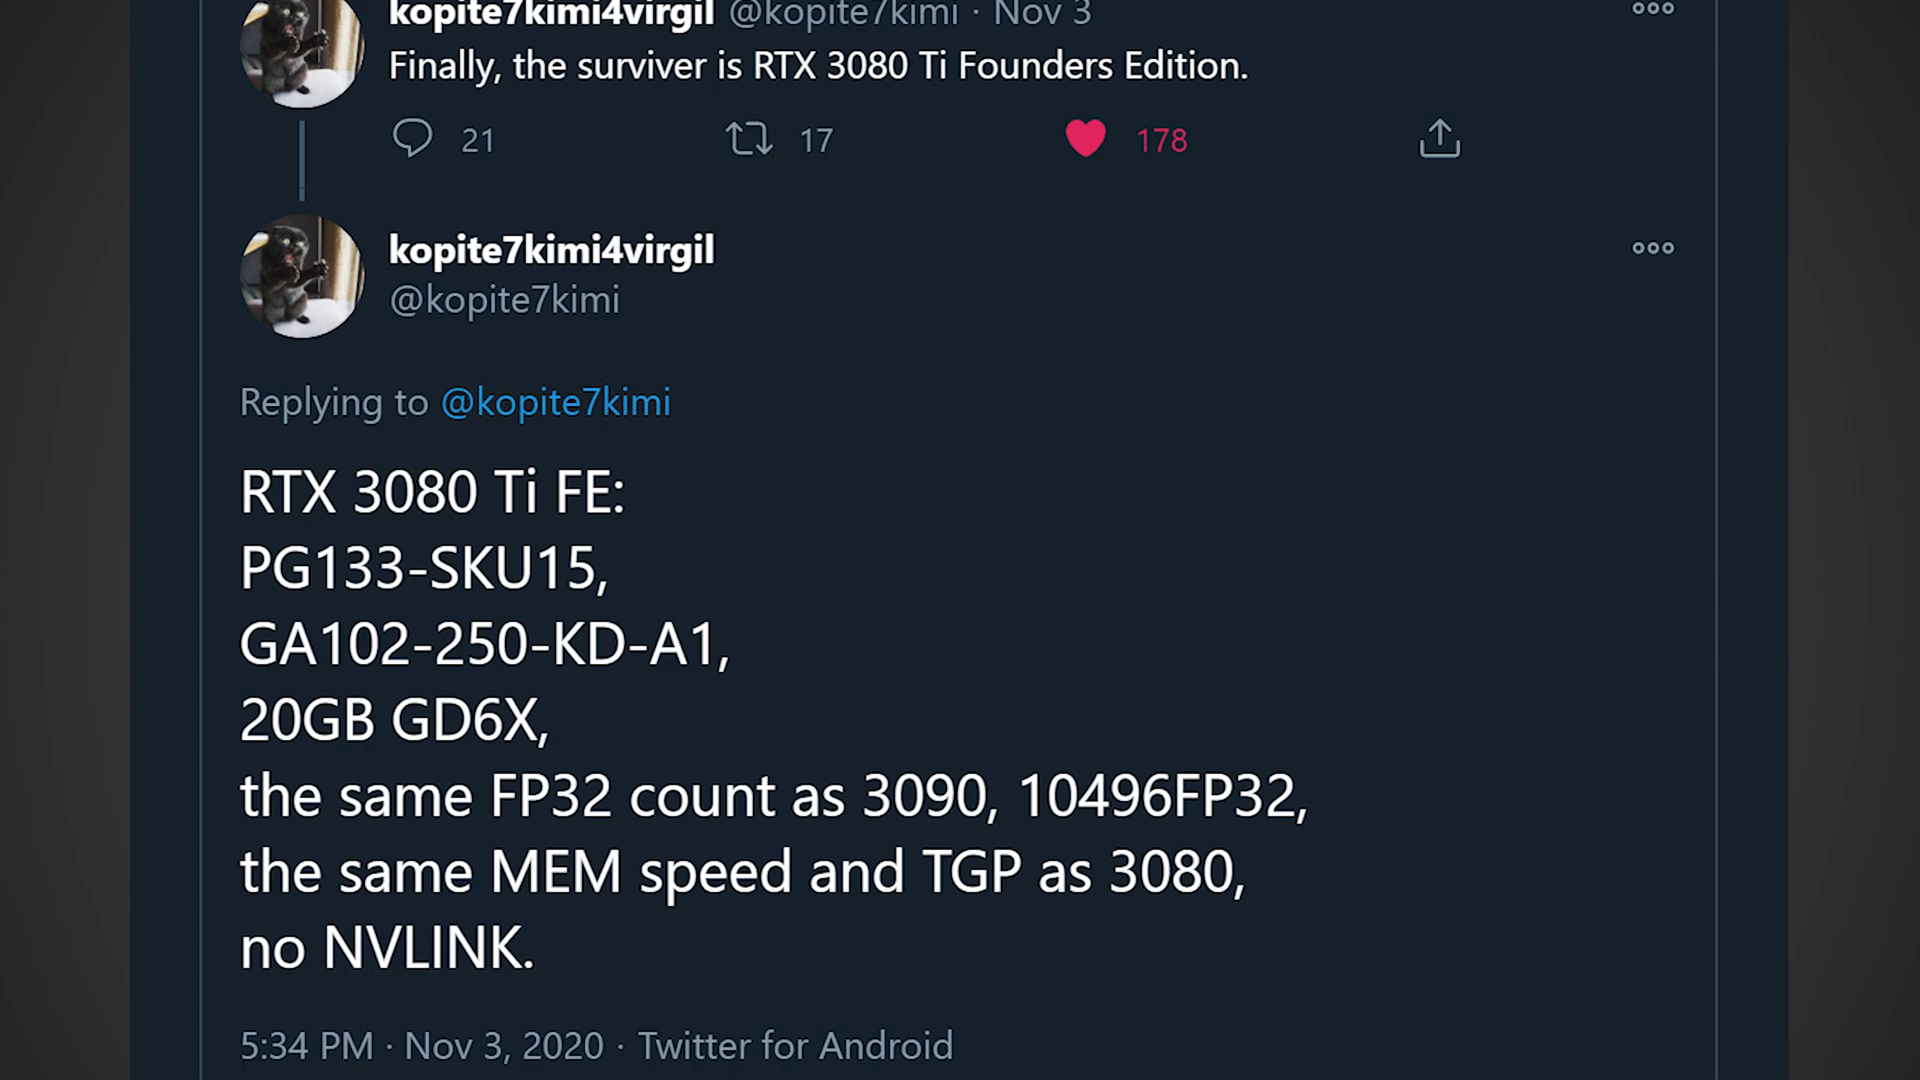 kopite7kimi4virgil @kopite7kimi · Nov 3
Finally, the surviver is RTX 3080 Ti Founders Edition.
21 17 178
kopite7kimi4virgil
@kopite7kimi
Replying to @kopite7kimi
RTX 3080 Ti FE:
PG133-SKU15,
GA102-250-KD-A1,
20GB GD6X,
the same FP32 count as 3090, 10496FP32,
the same MEM speed and TGP as 3080,
no NVLINK.
5:34 PM · Nov 3, 2020 · Twitter for Android